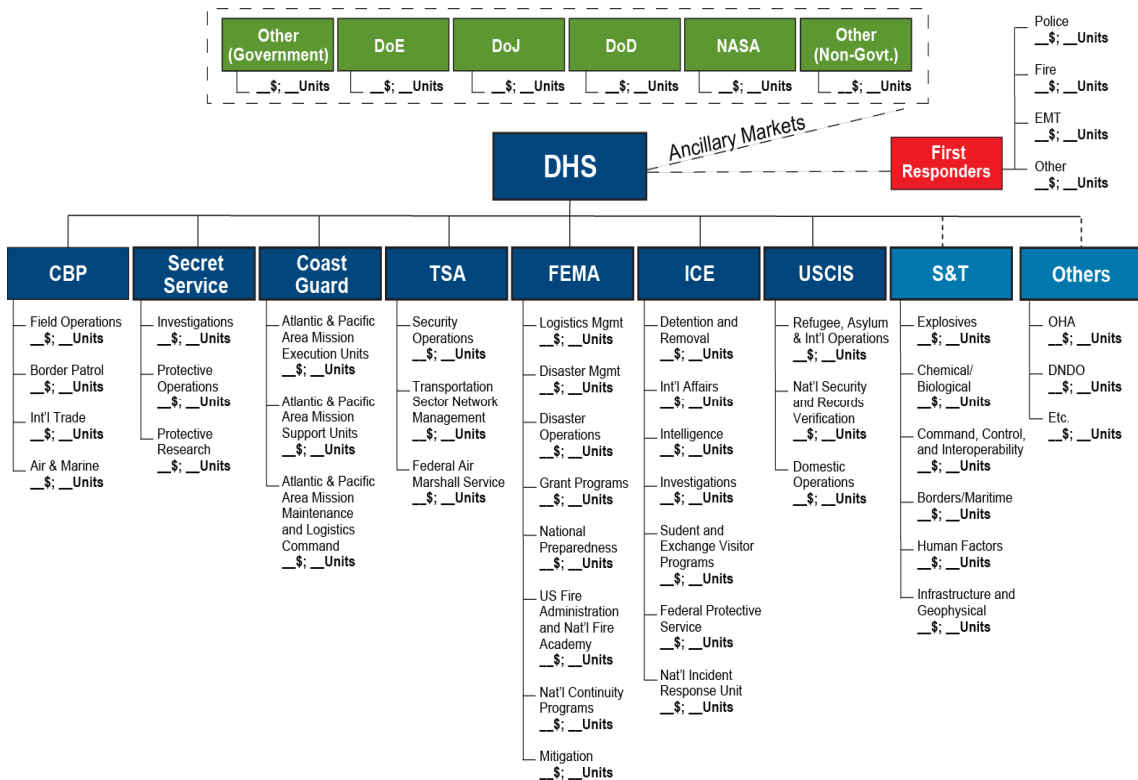 Other
(Government)
__$; __Units
DoE
__$; __Units
DoJ
__$; __Units
DoD
__$; __Units
NASA
__$; __Units
Other
(Non-Govt.)
__$; __Units
Police
__$; __Units
Fire
__$; __Units
EMT
__$; __Units
Other
__$; __Units
Ancillary Markets
First
Responders
DHS
CBP
Field Operations
__$; __Units
Border Patrol
__$; __Units
Int'l Trade
__$; __Units
Air & Marine
__$; __Units
Secret
Service
Investigations
__$; __Units
Protective
Operations
__$; __Units
Protective
Research
__$; __Units
Coast
Guard
Atlantic & Pacific
Area Mission
Execution Units
__$; __Units
Atlantic & Pacific
Area Mission
Support Units
__$; __Units
Atlantic & Pacific
Area Mission
Maintenance
and Logistics
Command
__$; __Units
TSA
Security
Operations
__$; __Units
Transportation
Sector Network
Management
__$; __Units
Federal Air
Marshall Service
__$; __Units
FEMA
Logistics Mgmt
__$; __Units
Disaster Mgmt
__$; __Units
Disaster
Operations
__$; __Units
Grant Programs
__$; __Units
National
Preparedness
__$; __Units
US Fire
Administration
and Nat'l Fire
Academy
__$; __Units
Nat'l Continuity
Programs
__$; __Units
Mitigation
__$; __Units
ICE
Detention and
Removal
__$; __Units
Int'l Affairs
__$; __Units
Intelligence
__$; __Units
Investigations
__$; __Units
Sudent and
Exchange Visitor
Programs
__$; __Units
Federal Protective
Service
__$; __Units
Nat'l Incident
Response Unit
__$; __Units
USCIS
Refugee, Asylum
& Int'l Operations
__$; __Units
Nat'l Security
and Records
Verification
__$; __Units
Domestic
Operations
__$; __Units
S&T
Explosives
__$; __Units
Chemical/
Biological
__$; __Units
Command, Control,
and Interoperability
__$; __Units
Borders/Maritime
__$; __Units
Human Factors
__$; __Units
Infrastructure and
Geophysical
__$; __Units
Others
OHA
__$; __Units
DNDO
__$; __Units
Etc.
__$; __Units